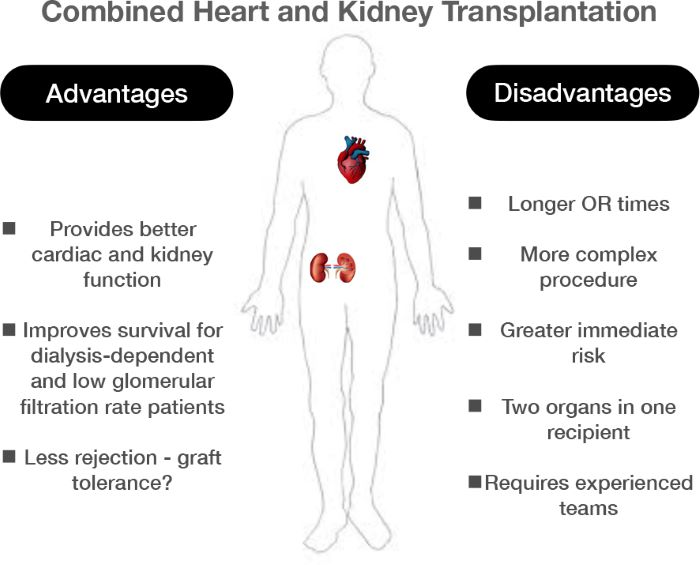 Combined Heart and Kidney Transplantation
Advantages
Provides better
cardiac and kidney
function
Improves survival for
dialysis-dependent
and low glomerular
filtration rate patients
Less rejection - graft
tolerance?
Disadvantages
Longer OR times
More complex
procedure
Greater immediate
risk
Two organs in one
recipient
Requires experienced
teams